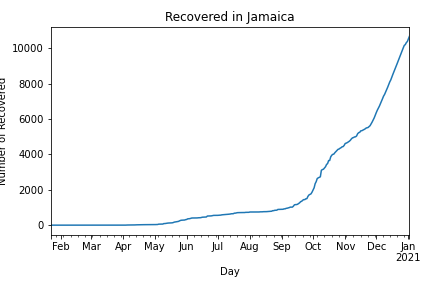 Recovered in Jamaica
Number of Recovered
10000
8000
6000
4000
2000
0
Feb Mar Apr May Jun Jul Aug Sep Oct Nov Dec Jan
2021
Day